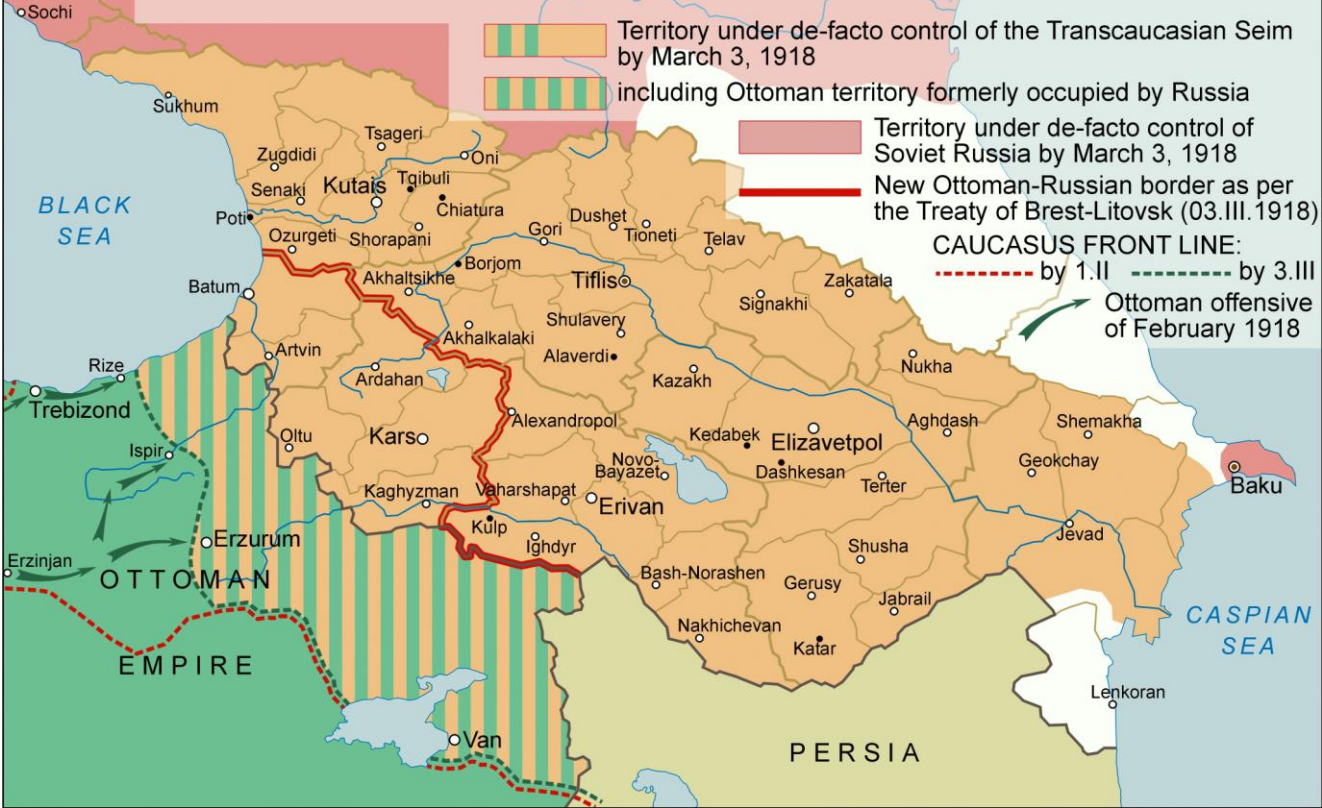 Sochi
Territory under de-facto control of the Transcaucasian Seim
by March 3, 1918
including Ottoman territory formerly occupied by Russia
Territory under de-facto control of
Soviet Russia by March 3, 1918
New Ottoman-Russian border as per
the Treaty of Brest-Litovsk (03.III.1918)
CAUCASUS FRONT LINE:
by 1.II
by 3.III
Ottoman offensive
of February 1918
Sukhum
Tsageri
Zugdidi
Oni
Senaki
Kutais
Tqibuli
Chiatura
BLACK
SEA
Poti
Ozurgeti
Shorapani
Gori
Dushet
Tioneti
Telav
Akhaltsikhe
Borjom
Batum
Tiflis
Signakhi
Zakatala
Akhalkalaki
Shulavery
Artvin
Alaverdi
Nukha
Rize
Ardahan
Kazakh
Trebizond
Alexandropol
Aghdash
Shemakha
Oltu
Kars
Kedabek
Elizavetpol
Ispir
Novo-
Bayazet
Dashkesan
Geokchay
Terter
Baku
Kaghyzman
Vaharshapat
Erivan
Kulp
Jevad
Erzurum
Ighdyr
Shusha
Erzinjan
OTTOMAN
Bash-Norashen
Gerusy
Jabrail
CASPIAN
SEA
Nakhichevan
Katar
EMPIRE
Lenkoran
Van
PERSIA